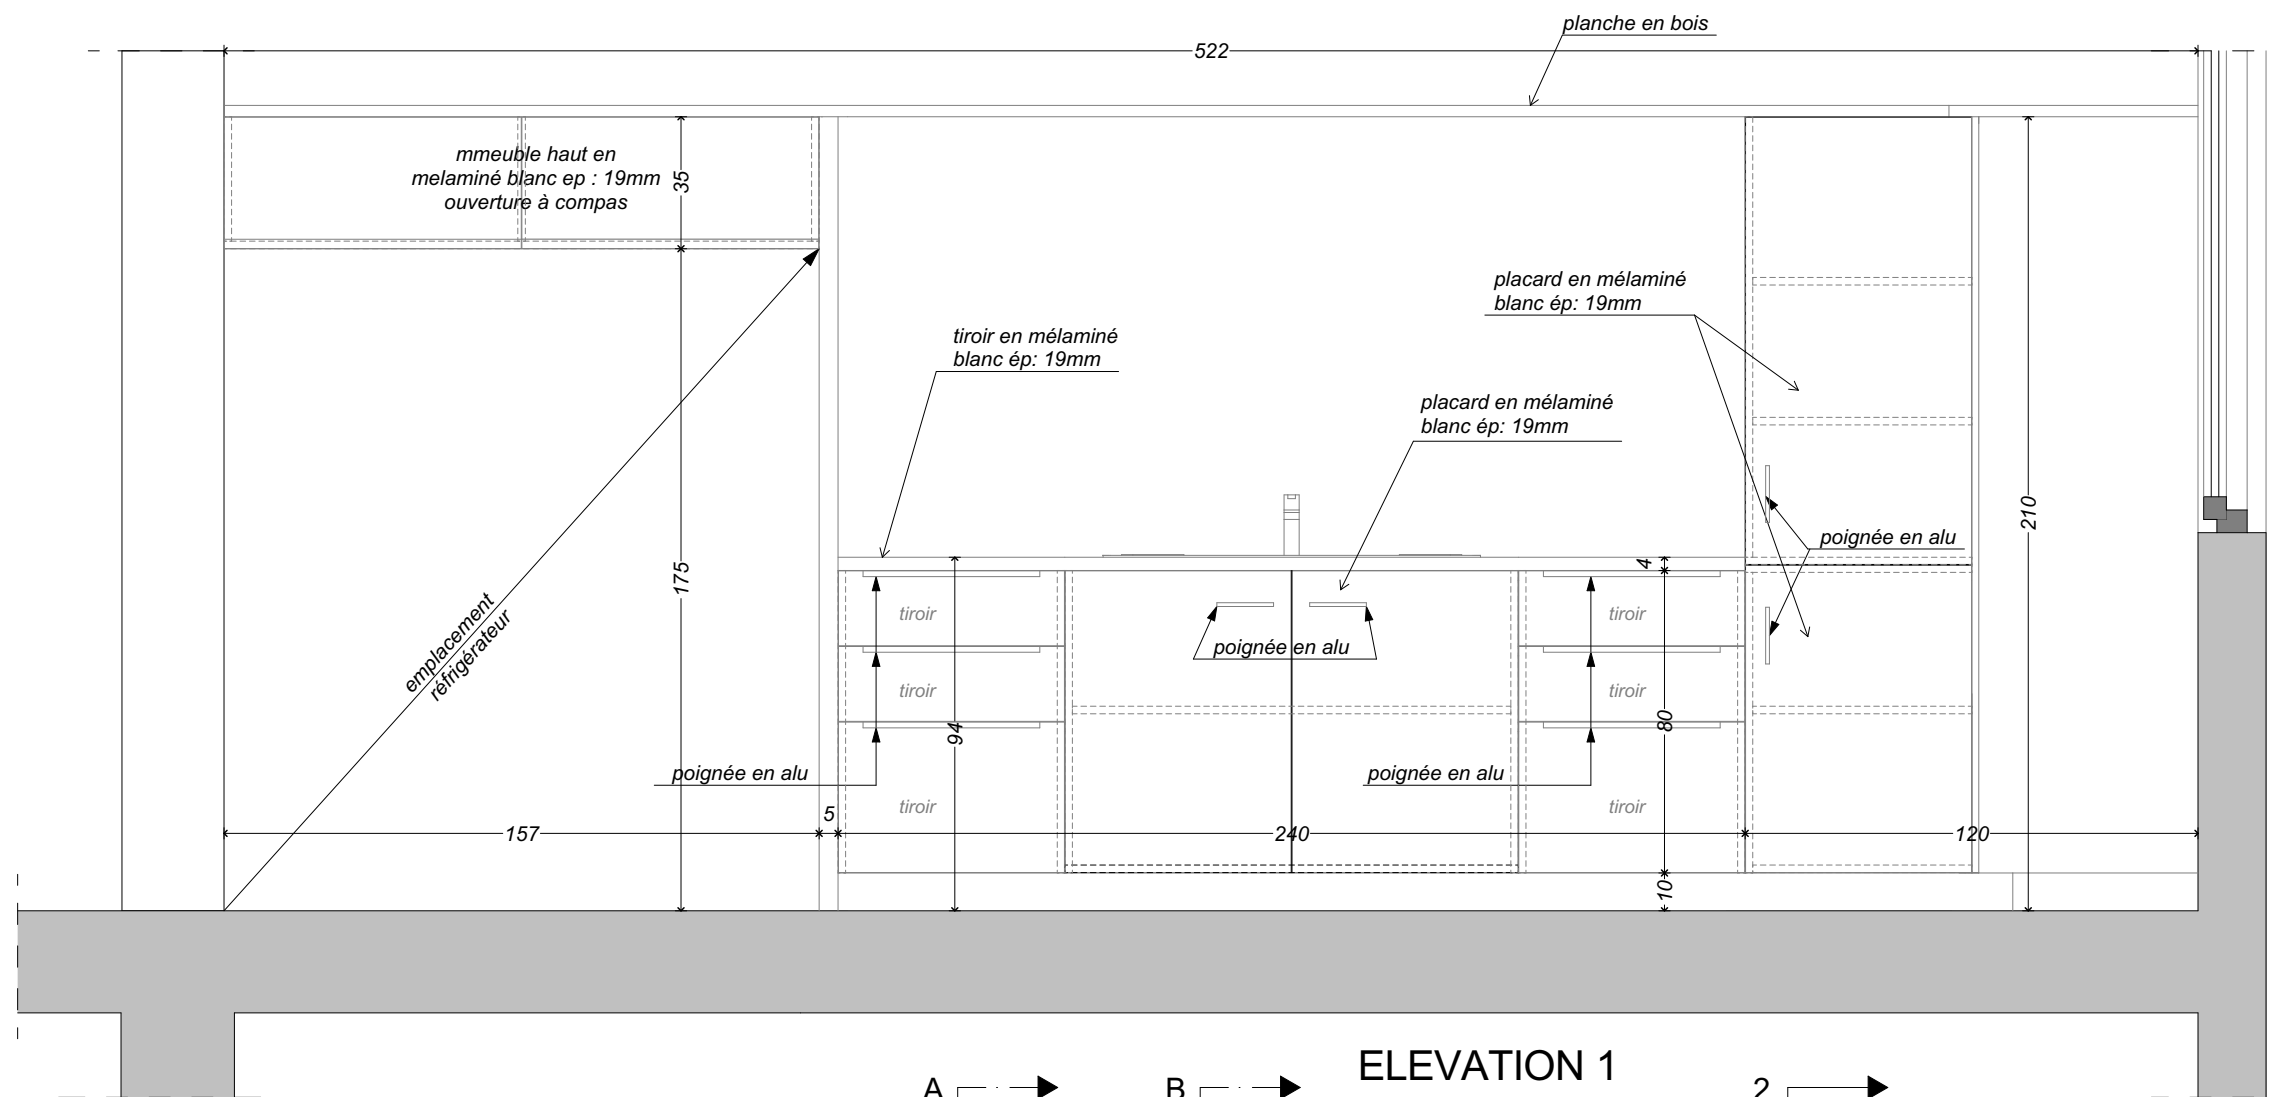 planche en bois
522
mmeuble haut en
melaminé blanc ep : 19mm
ouverture à compas
35
placard en mélaminé
blanc ép: 19mm
tiroir en mélaminé
blanc ép: 19mm
placard en mélaminé
blanc ép: 19mm
210
poignée en alu
175
4
emplacement
réfrigérateur
tiroir
tiroir
poignée en alu
tiroir
tiroir
94
80
poignée en alu
poignée en alu
tiroir
tiroir
5
157
240
120
10
ELEVATION 1
A
B
2